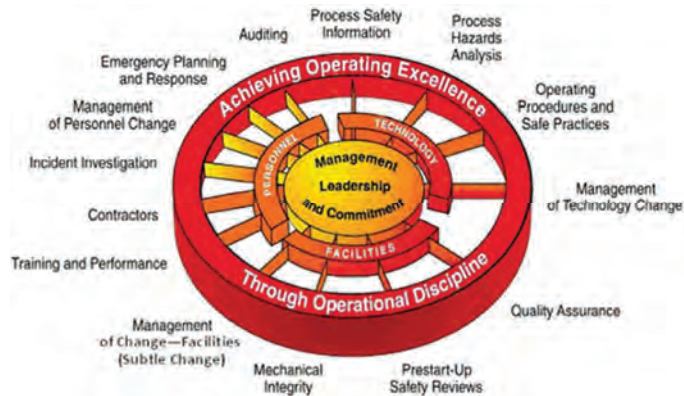 Process Safety
Information
Process
Hazards
Analysis
Operating
Procedures and
Safe Practices
Management
of Technology Change
Quality Assurance
Prestart-Up
Safety Reviews
Mechanical
Integrity
Management
of Change—Facilities
(Subtle Change)
Training and Performance
Contractors
Incident Investigation
Management
of Personnel Change
Emergency Planning
and Response
Auditing
Achieving Operating Excellence
Through Operational Discipline
PERSONNEL
TECHNOLOGY
FACILITIES
Management
Leadership
and Commitment